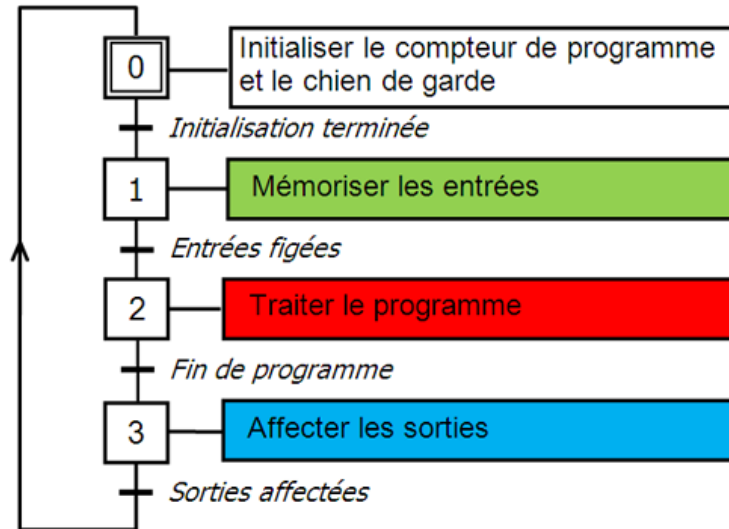 0
Initialiser le compteur de programme
et le chien de garde
Initialisation terminée
1
Mémoriser les entrées
Entrées figées
2
Traiter le programme
Fin de programme
3
Affecter les sorties
Sorties affectées